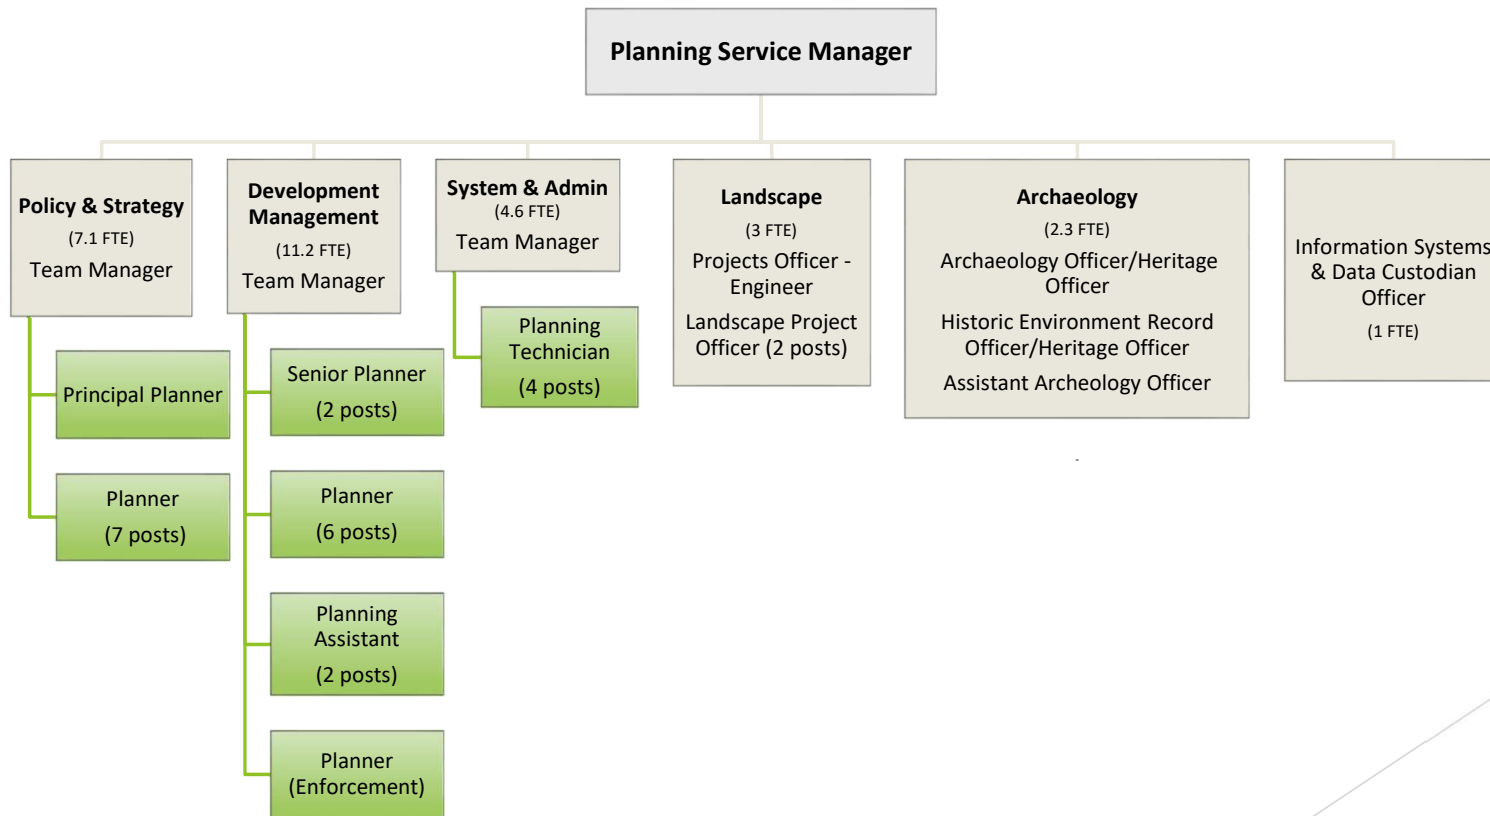 Planning Service Manager
Policy & Strategy
(7.1 FTE)
Team Manager
Principal Planner
Planner
(7 posts)
Development
Management
(11.2 FTE)
Team Manager
Senior Planner
(2 posts)
Planner
(6 posts)
Planning
Assistant
(2 posts)
Planner
(Enforcement)
System & Admin
(4.6 FTE)
Team Manager
Planning
Technician
(4 posts)
Landscape
(3 FTE)
Projects Officer -
Engineer
Landscape Project
Officer (2 posts)
Archaeology
(2.3 FTE)
Archaeology Officer/Heritage
Officer
Historic Environment Record
Officer/Heritage Officer
Assistant Archeology Officer
-
Information Systems
& Data Custodian
Officer
(1 FTE)